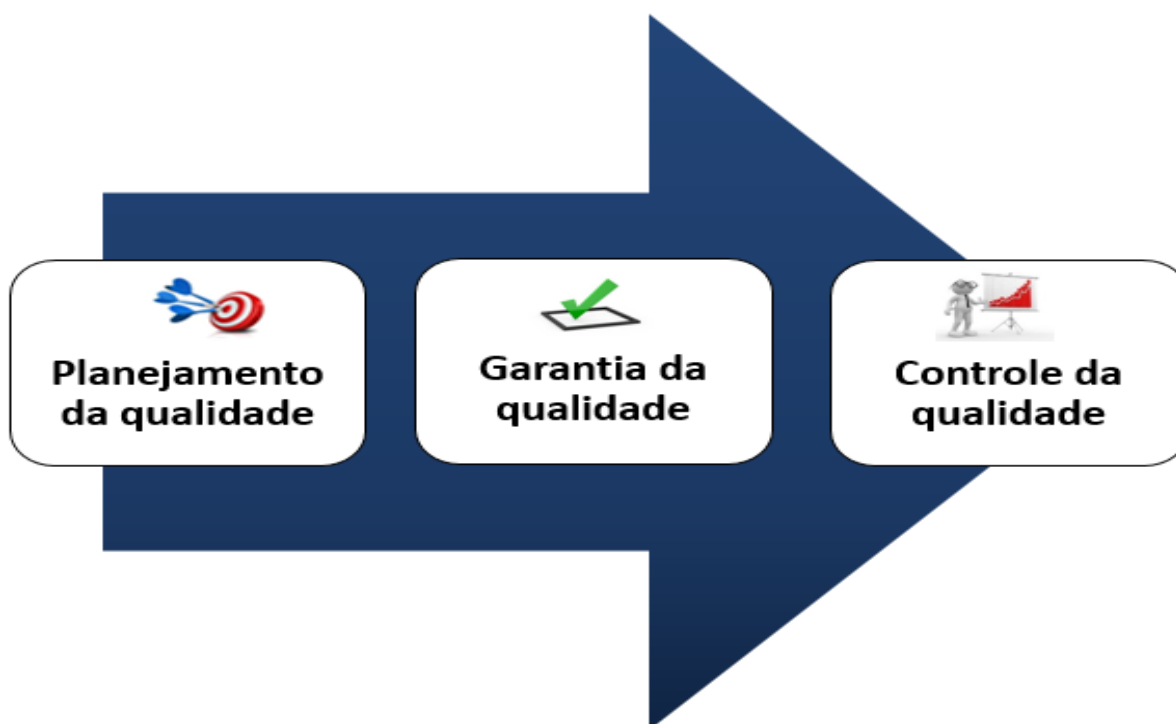 Planejamento
da qualidade
Garantia da
qualidade
Controle da
qualidade